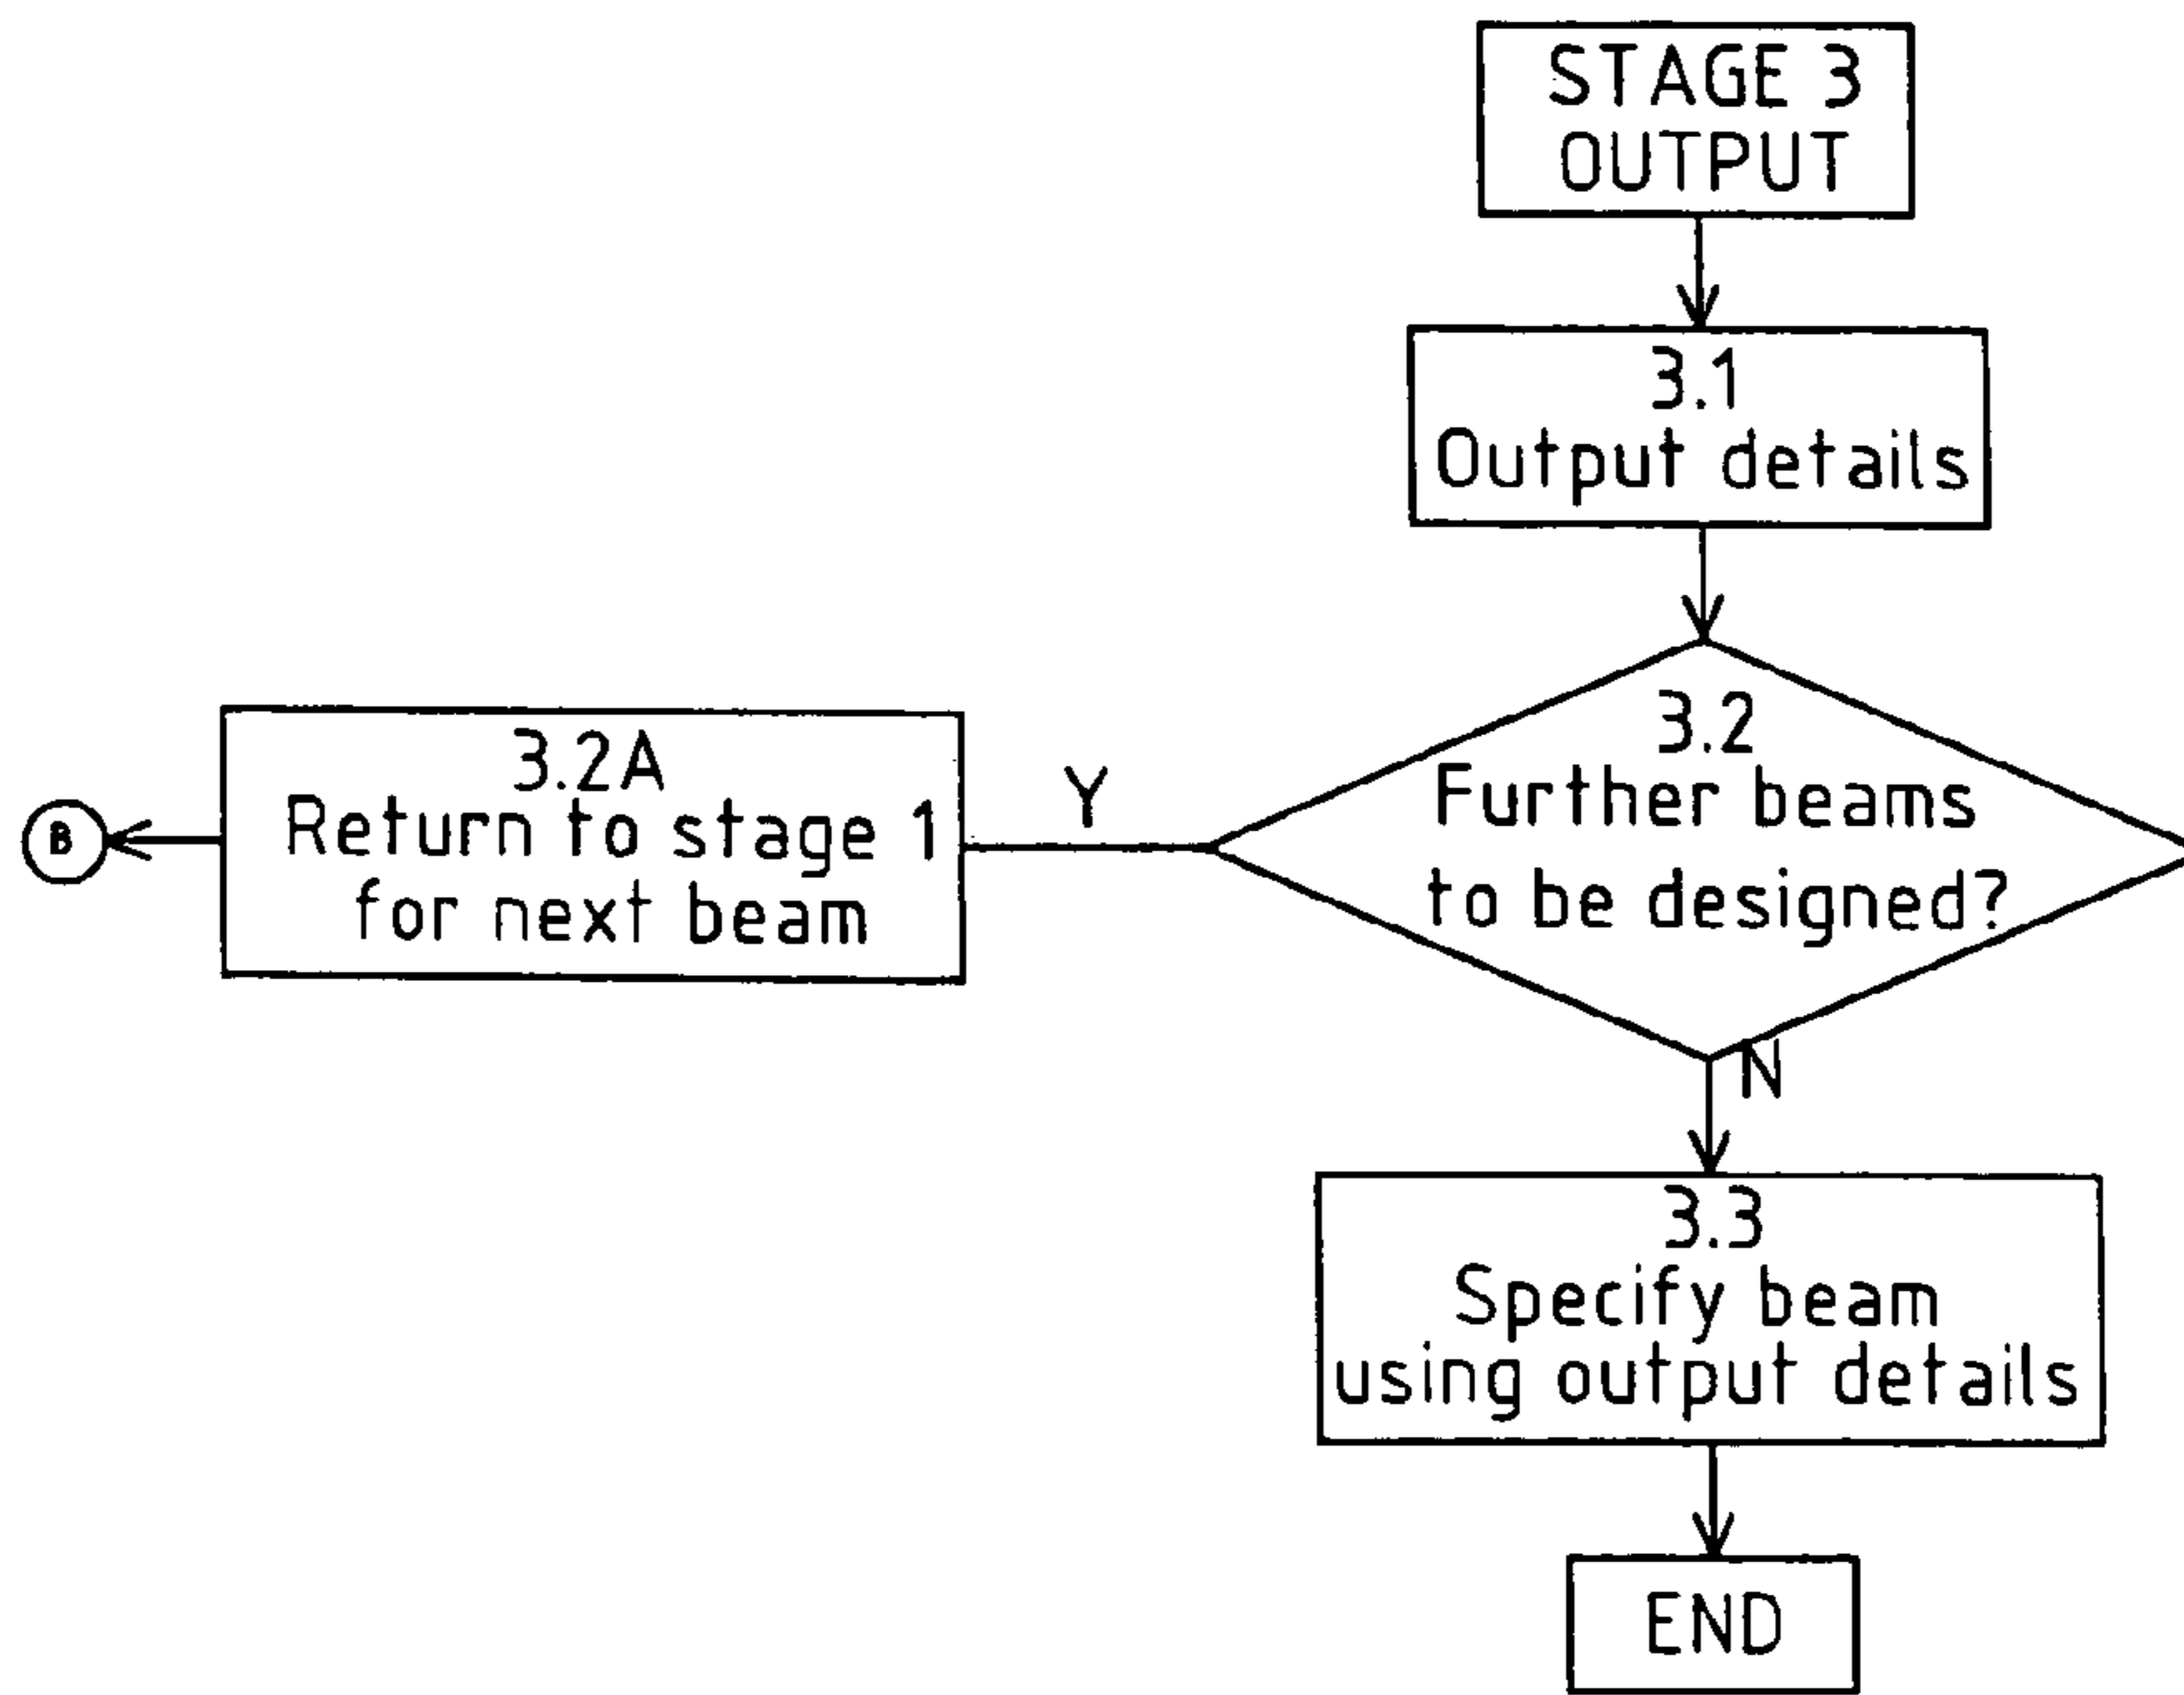 STAGE 3
OUTPUT
3.1
Output details
3.2
Further beams
to be designed?
Y
3.2A
Return to stage 1
for next beam
B
N
3.3
Specify beam
using output details
END